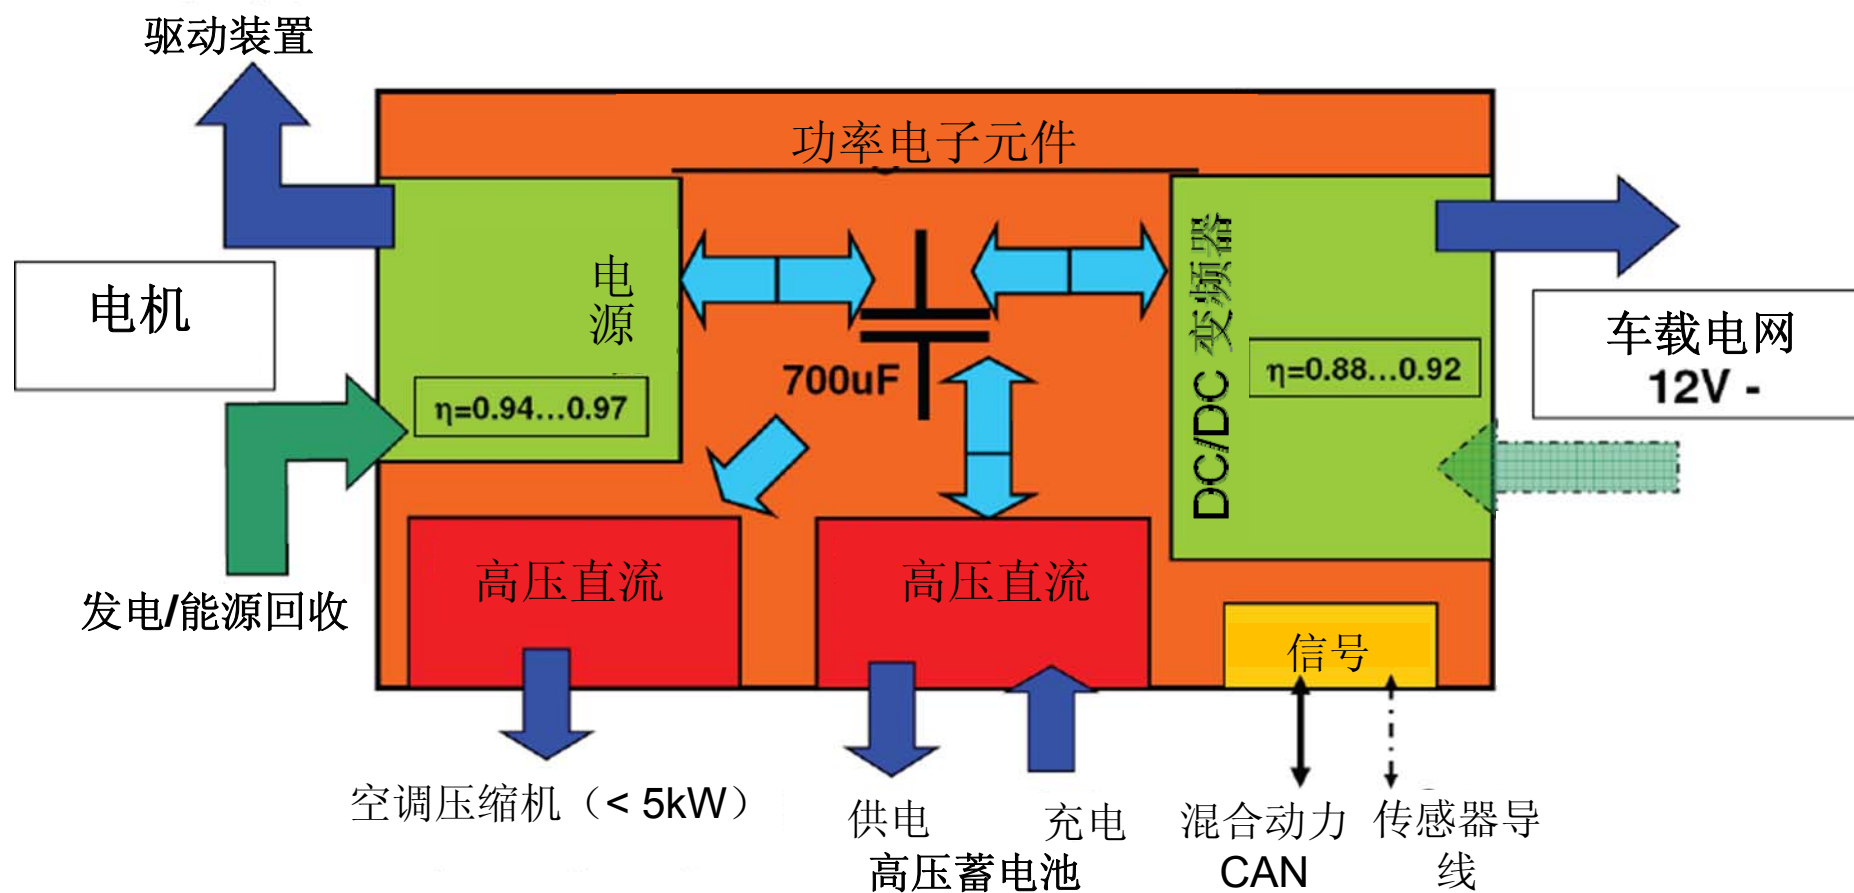 驱动装置
功率电子元件
电机
电
源
η=0.94...0.97
700uF
DC/DC 变频器
η=0.88...0.92
车载电网
12V -
发电/能源回收
高压直流
高压直流
信号
空调压缩机（< 5kW）
供电
充电
高压蓄电池
混合动力
CAN
传感器导
线